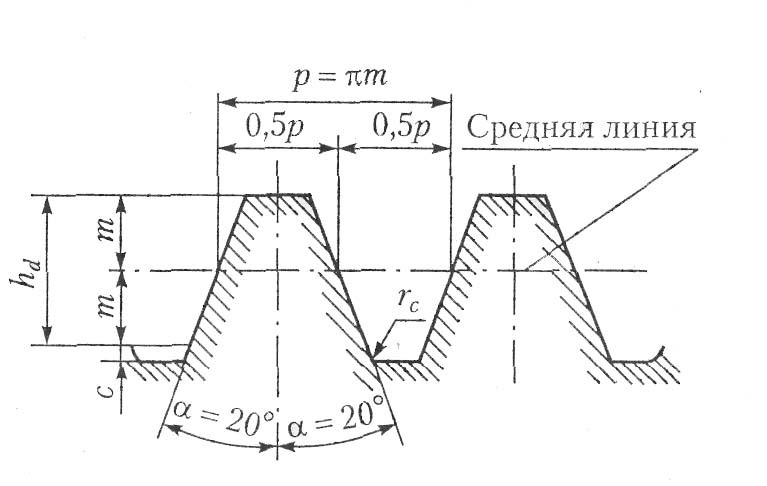 p = πm
0,5p
0,5p
Средняя линия
m
h_d
m
r_c
c
α = 20°
α = 20°